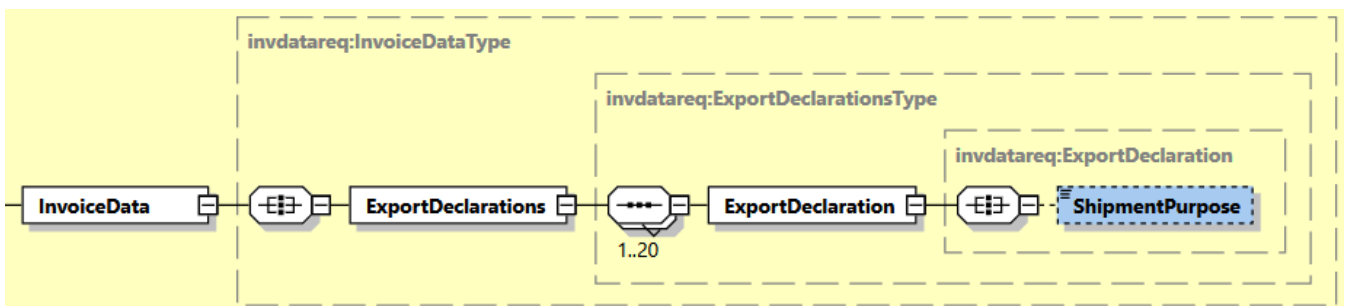 invdatareq:InvoiceDataType
invdatareq:ExportDeclarationsType
invdatareq:ExportDeclaration
InvoiceData
ExportDeclarations
ExportDeclaration
ShipmentPurpose
1..20